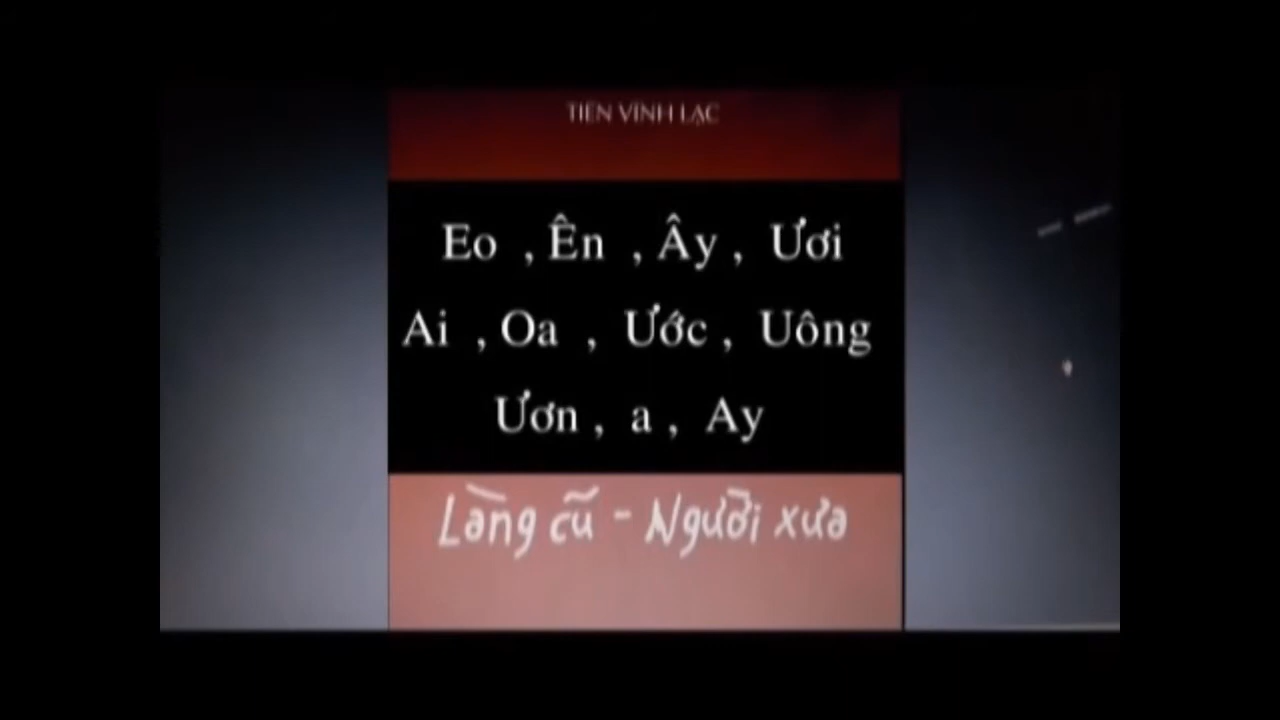 TIẾN VĨNH LẠC
Eo , Ên , Ây , Ươi
Ai , Oa , Ước , Uông
Ươn , a , Ay
Làng cũ - Người xưa